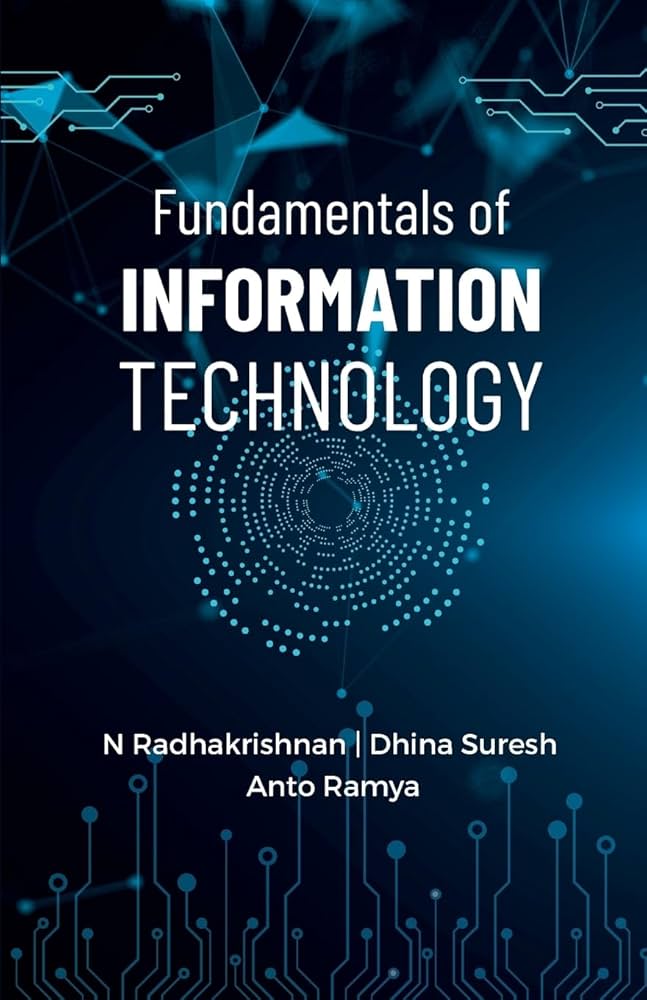 Fundamentals of
INFORMATION
TECHNOLOGY
N Radhakrishnan | Dhina Suresh
Anto Ramya